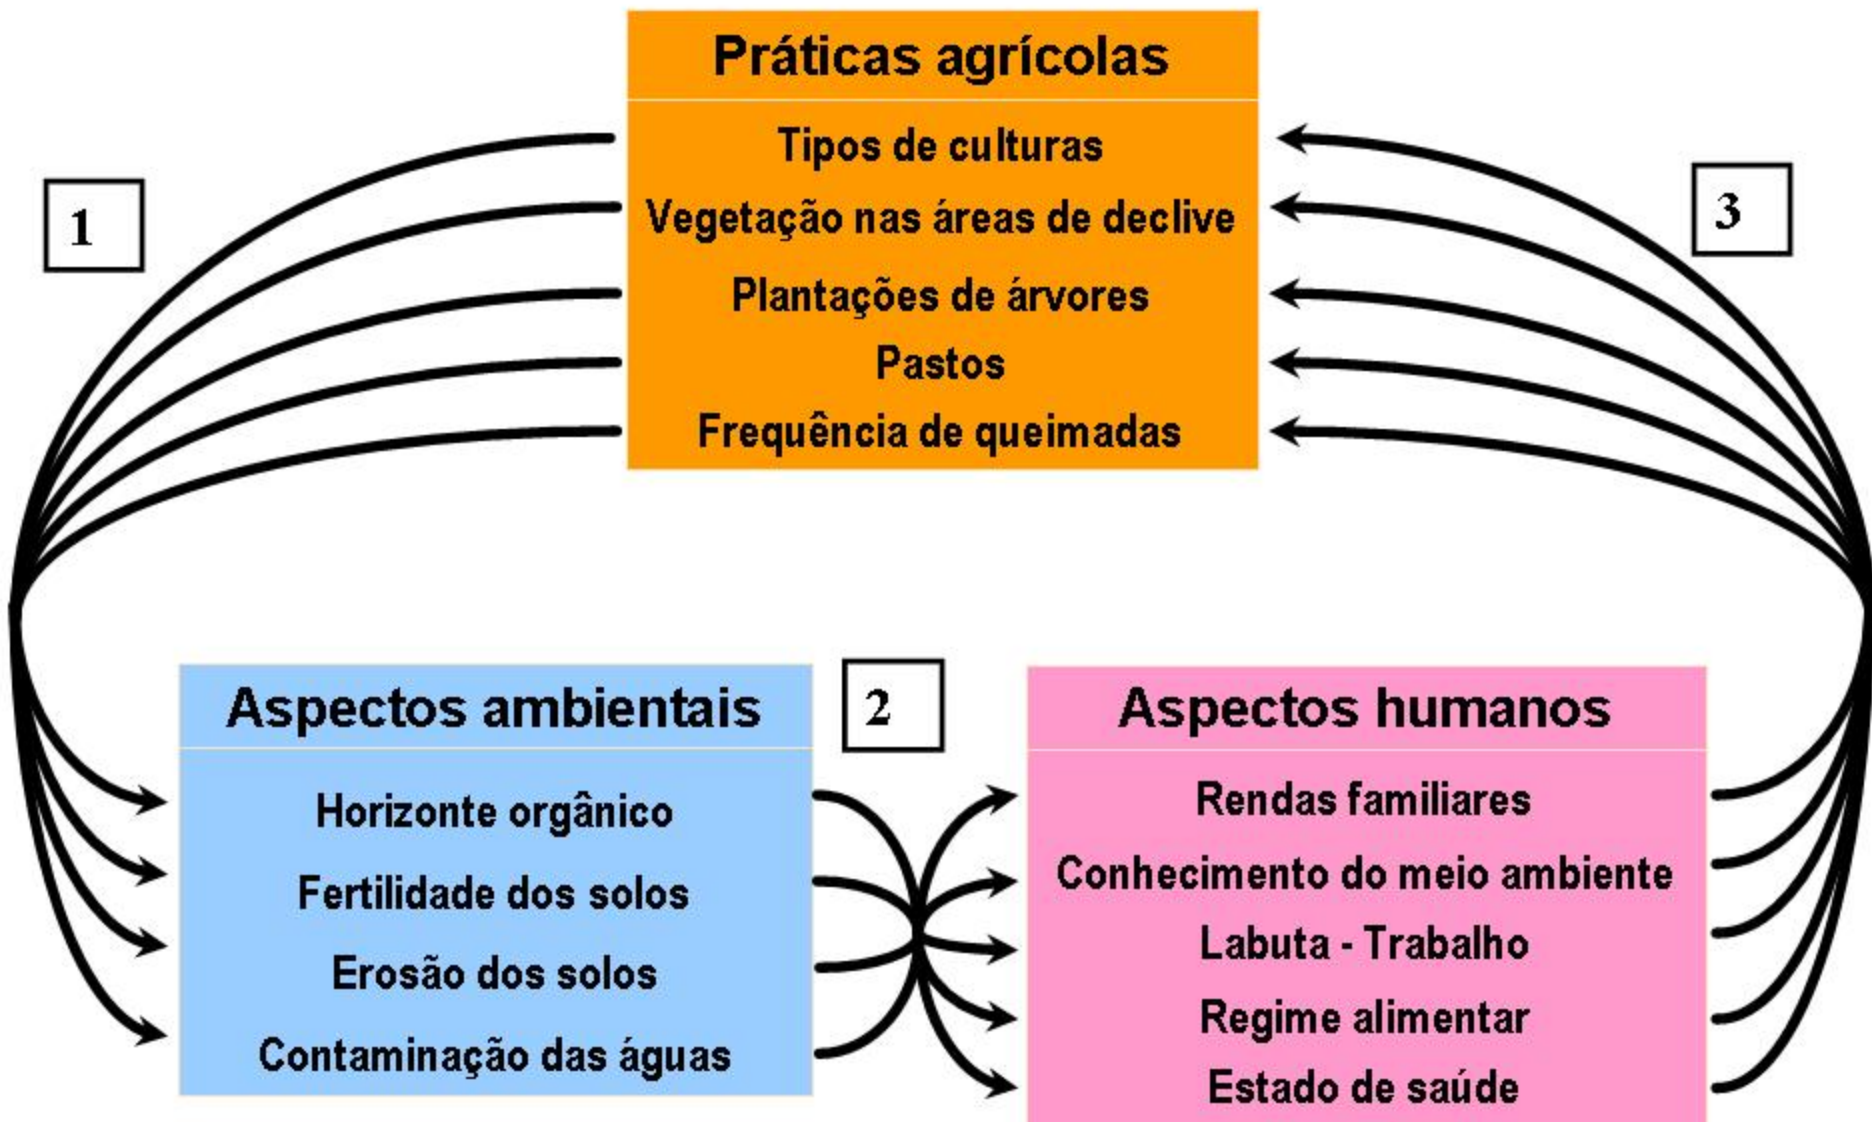 Práticas agrícolas
Tipos de culturas
Vegetação nas áreas de declive
Plantações de árvores
Pastos
Frequência de queimadas
1
3
2
Aspectos ambientais
Horizonte orgânico
Fertilidade dos solos
Erosão dos solos
Contaminação das águas
Aspectos humanos
Rendas familiares
Conhecimento do meio ambiente
Labuta - Trabalho
Regime alimentar
Estado de saúde